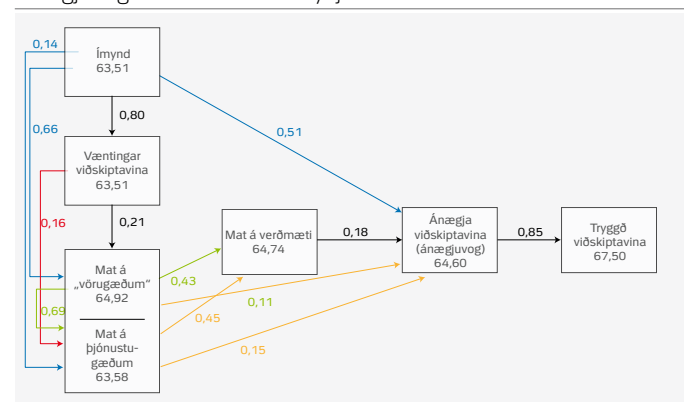 0,14
Ímynd
63,51
0,80
0,66
0,51
Væntingar
viðskiptavina
63,51
0,16
0,21
Mat á verðmæti
64,74
0,18
Ánægja
viðskiptavina
(ánægjuvog)
64,60
0,85
Tryggð
viðskiptavina
67,50
Mat á
„vörugæðum“
64,92
0,43
0,11
0,69
0,45
Mat á
þjónustu-
gæðum
63,58
0,15